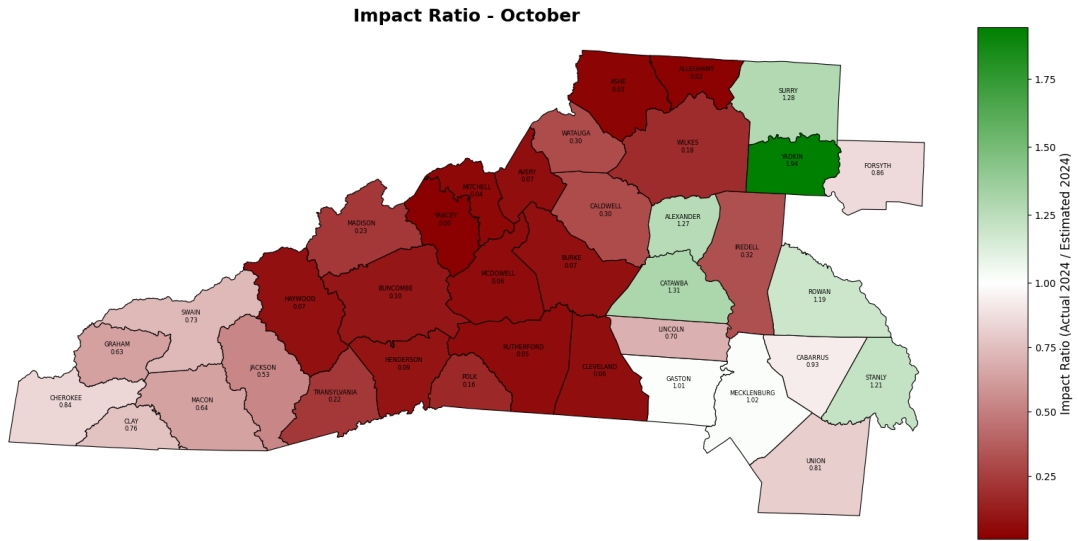 Impact Ratio - October
ASHE
0.03
ALLEGHANY
0.02
SURRY
1.28
WATAUGA
0.30
WILKES
0.18
YADKIN
1.94
FORSYTH
0.86
AVERY
0.07
MITCHELL
0.04
YANCEY
0.00
CALDWELL
0.30
ALEXANDER
1.27
IREDELL
0.32
MADISON
0.23
BURKE
0.07
MCDOWELL
CATAWBA
1.31
ROWAN
1.19
HAYWOOD
0.07
BUNCOMBE
0.10
SWAIN
0.73
LINCOLN
0.70
GRAHAM
0.63
JACKSON
0.53
HENDERSON
0.09
RUTHERFORD
0.05
CLEVELAND
CABARRUS
0.93
STANLY
1.21
GASTON
1.01
MECKLENBURG
1.02
POLK
0.16
TRANSYLVANIA
0.22
CHEROKEE
0.84
MACON
0.64
CLAY
0.76
UNION
0.81
1.75
1.50
1.25
1.00
0.75
0.50
0.25
Impact Ratio (Actual 2024 / Estimated 2024)